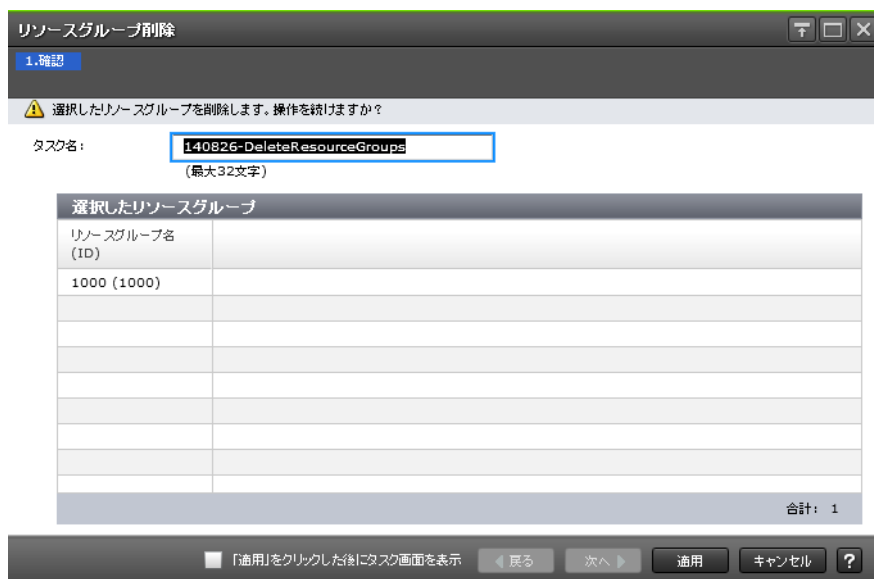 リソースグループ削除
1.確認
選択したリソースグループを削除します。操作を続けますか?
タスク名:
140826-DeleteResourceGroups
(最大32文字)
選択したリソースグループ
リソースグループ名
(ID)
1000 (1000)
合計: 1
「適用」をクリックした後にタスク画面を表示
戻る
次へ
適用
キャンセル
?